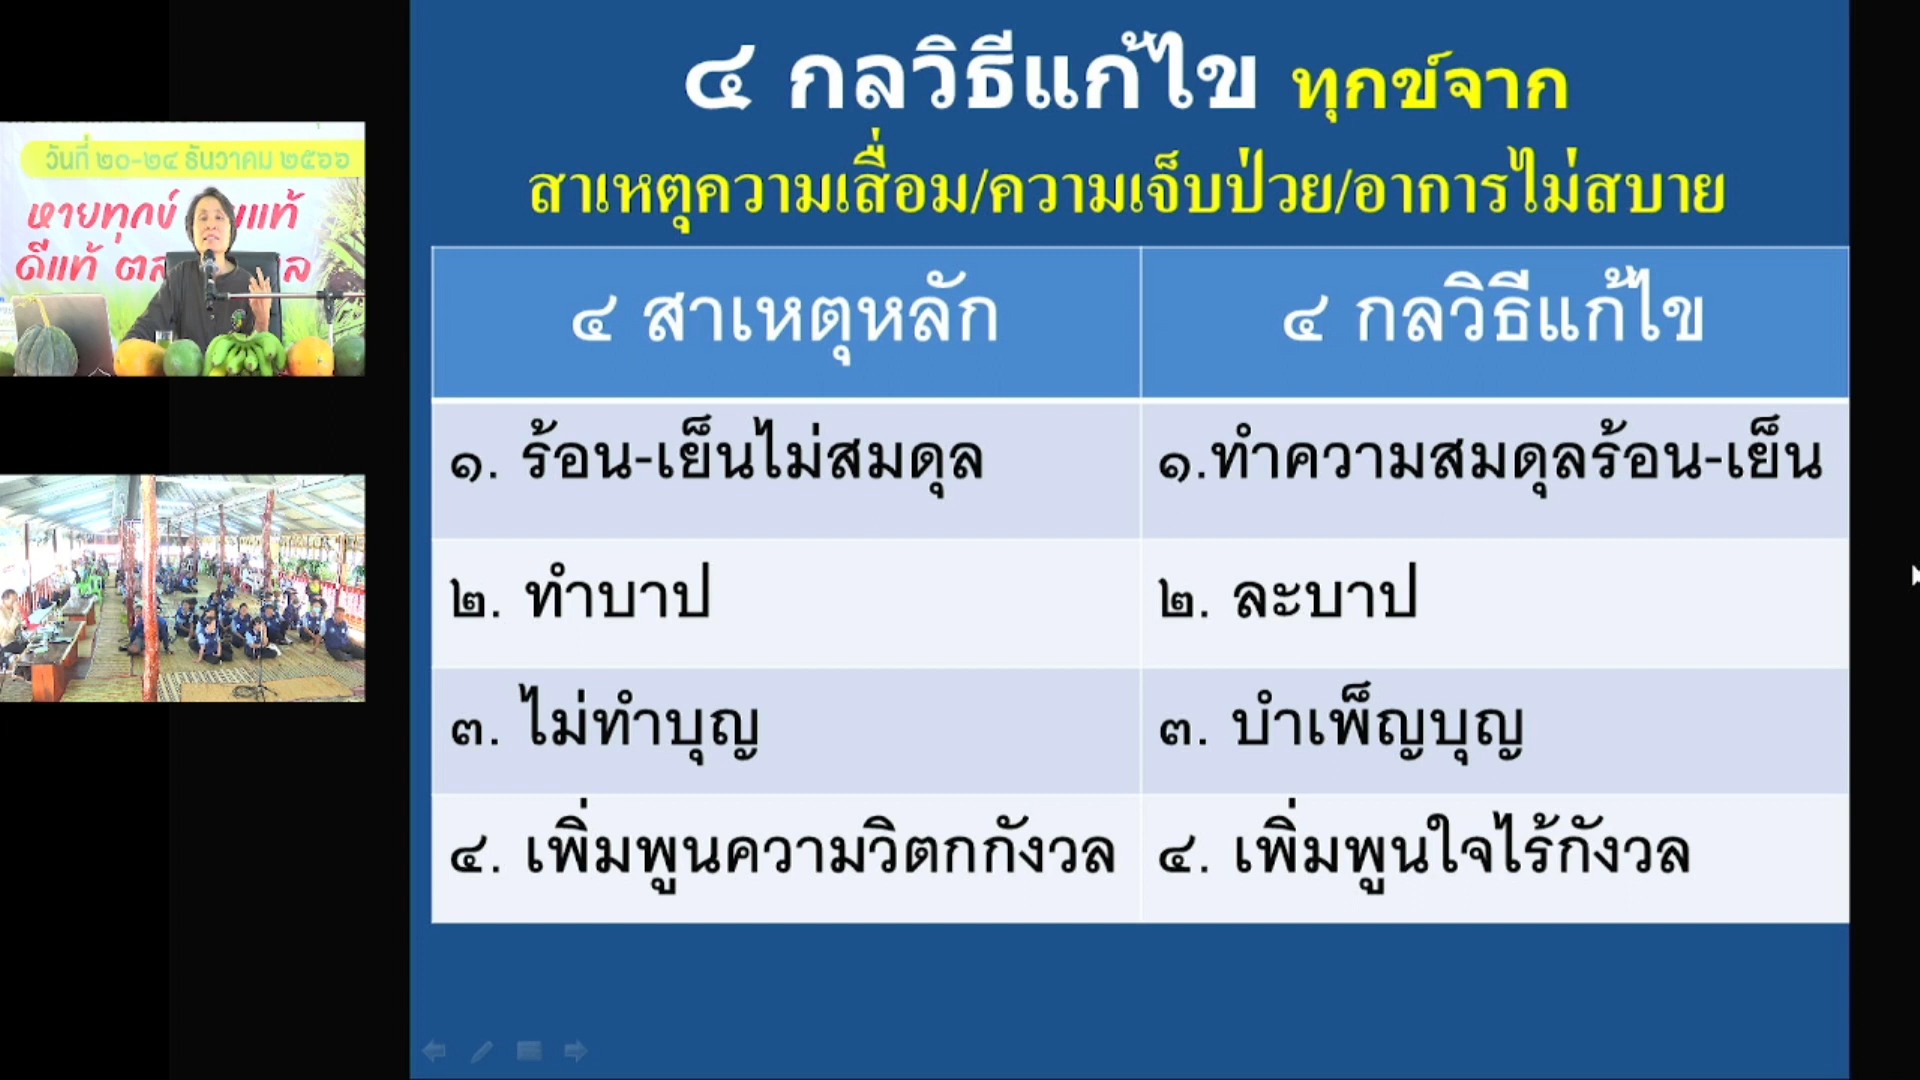 ๔ กลวิธีแก้ไข ทุกข์จาก
สาเหตุความเสื่อม/ความเจ็บป่วย/อาการไม่สบาย
๔ สาเหตุหลัก
๔ กลวิธีแก้ไข
๑. ร้อน-เย็นไม่สมดุล
๑.ทำความสมดุลร้อน-เย็น
๒. ทำบาป
๒. ละบาป
๓. ไม่ทำบุญ
๓. บำเพ็ญบุญ
๔. เพิ่มพูนความวิตกกังวล
๔. เพิ่มพูนใจไร้กังวล
วันที่ ๒๐-๒๔ ธันวาคม ๒๕๖๖
หายทุกข์
ดีแท้